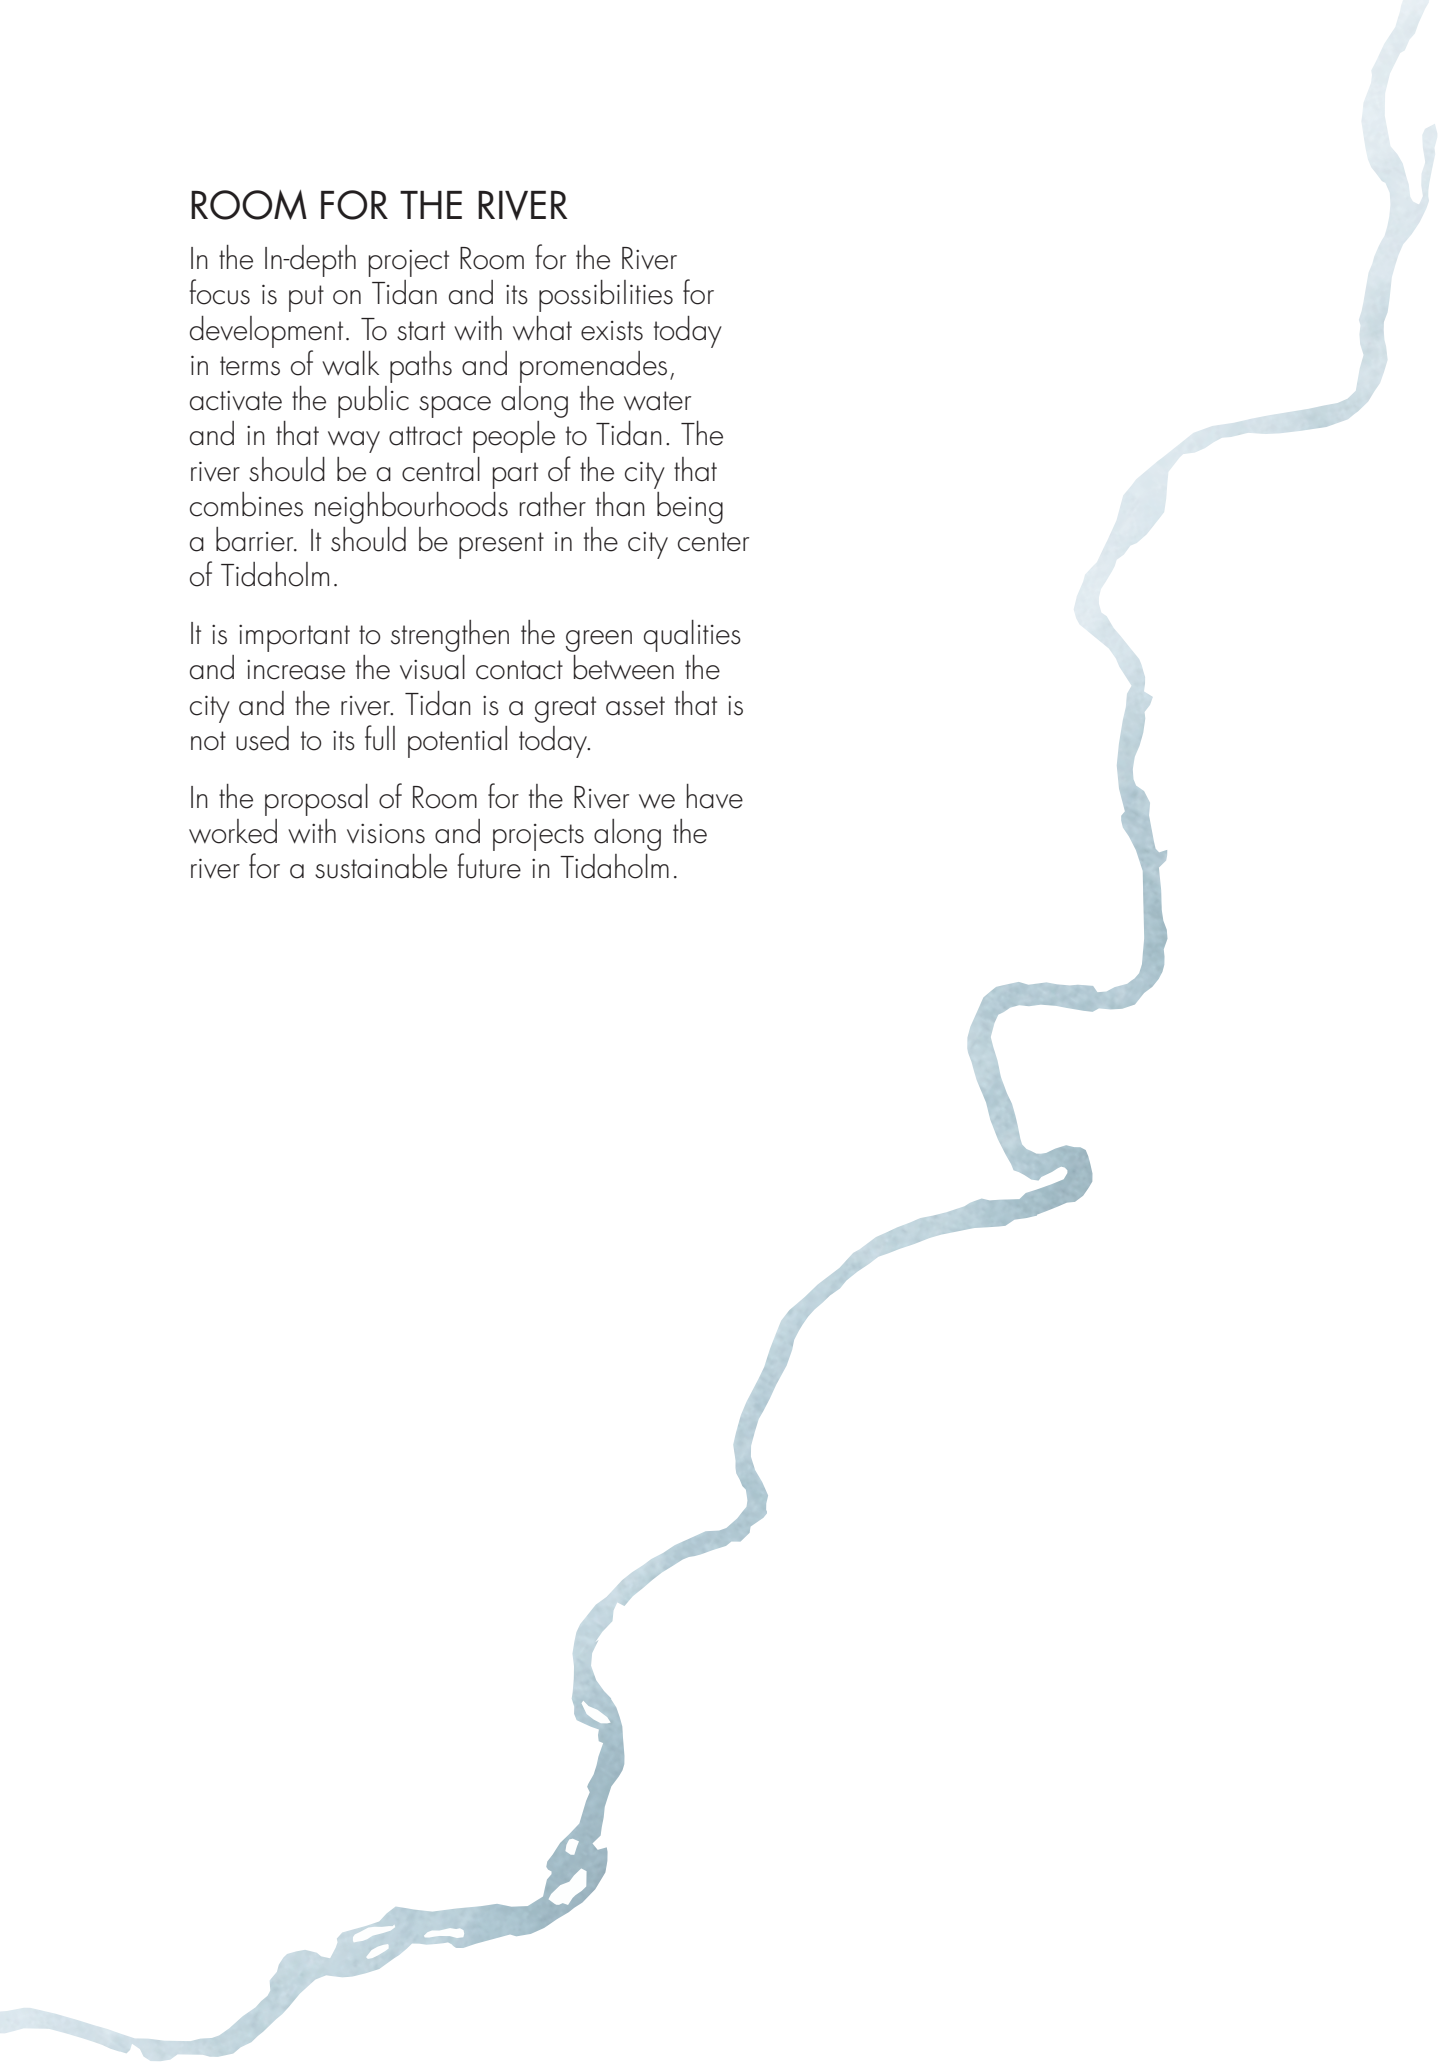 ROOM FOR THE RIVER
In the In-depth project Room for the River
focus is put on Tidan and its possibilities for
development. To start with what exists today
in terms of walk paths and promenades,
activate the public space along the water
and in that way attract people to Tidan. The
river should be a central part of the city that
combines neighbourhoods rather than being
a barrier. It should be present in the city center
of Tidaholm.
It is important to strengthen the green qualities
and increase the visual contact between the
city and the river. Tidan is a great asset that is
not used to its full potential today.
In the proposal of Room for the River we have
worked with visions and projects along the
river for a sustainable future in Tidaholm.